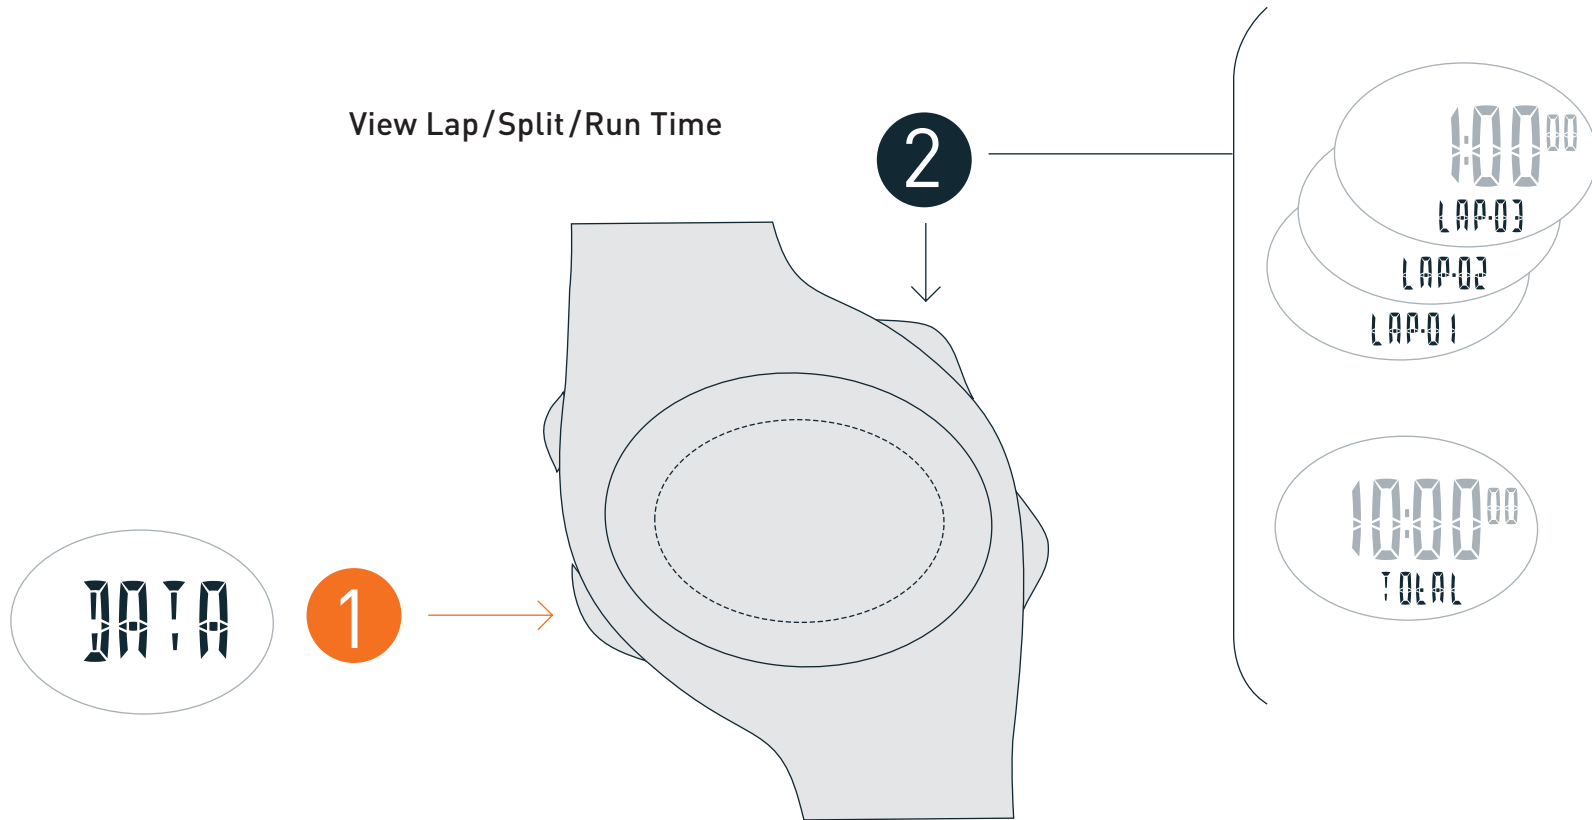 View Lap/Split/Run Time
2
1:00 00
LAP-03
LAP-02
LAP-01
10:00 00
TOtAL
DATA
1